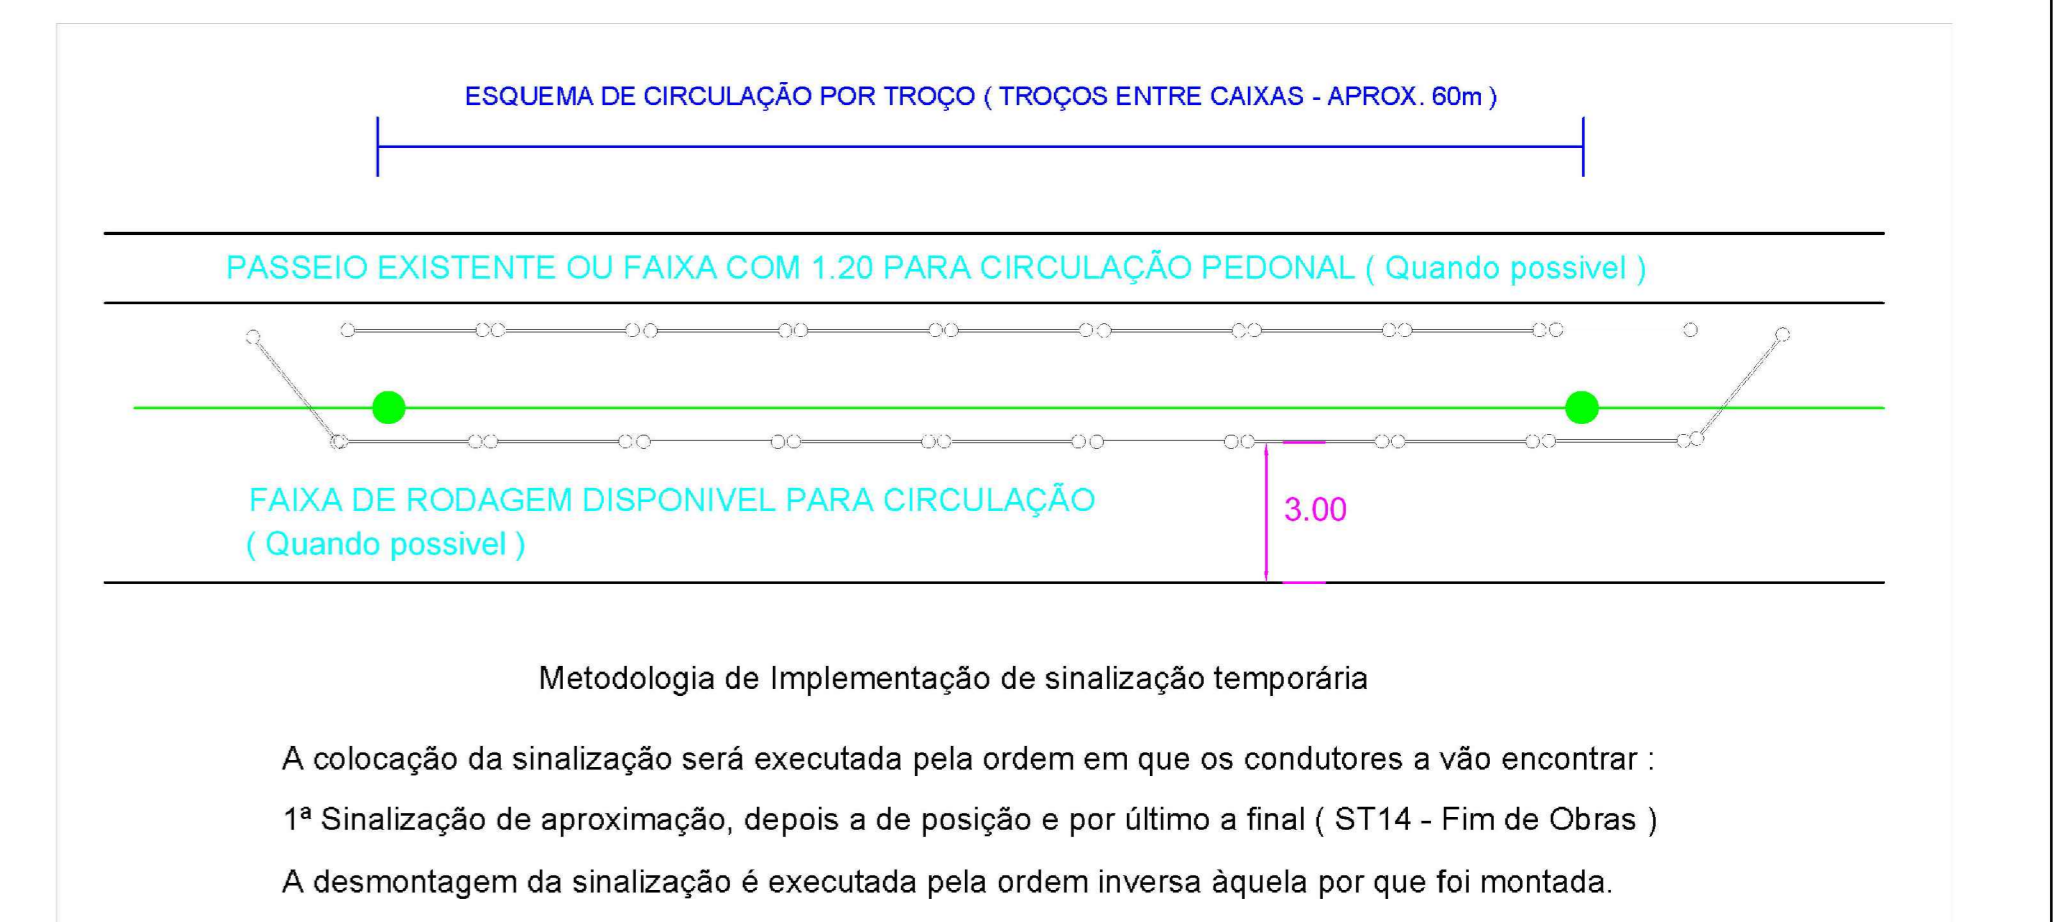 ESQUEMA DE CIRCULAÇÃO POR TROÇO ( TROÇOS ENTRE CAIXAS - APROX. 60m )
PASSEIO EXISTENTE OU FAIXA COM 1.20 PARA CIRCULAÇÃO PEDONAL ( Quando possivel )
FAIXA DE RODAGEM DISPONIVEL PARA CIRCULAÇÃO
( Quando possivel )
3.00
Metodologia de Implementação de sinalização temporária
A colocação da sinalização será executada pela ordem em que os condutores a vão encontrar :
1ª Sinalização de aproximação, depois a de posição e por último a final ( ST14 - Fim de Obras )
A desmontagem da sinalização é executada pela ordem inversa àquela por que foi montada.